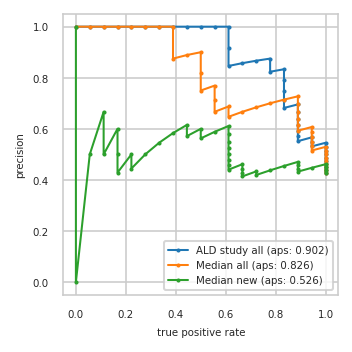 1.0
0.8
0.6
0.4
0.2
0.0
precision
ALD study all (aps: 0.902)
Median all (aps: 0.826)
Median new (aps: 0.526)
0.0 0.2 0.4 0.6 0.8 1.0
true positive rate